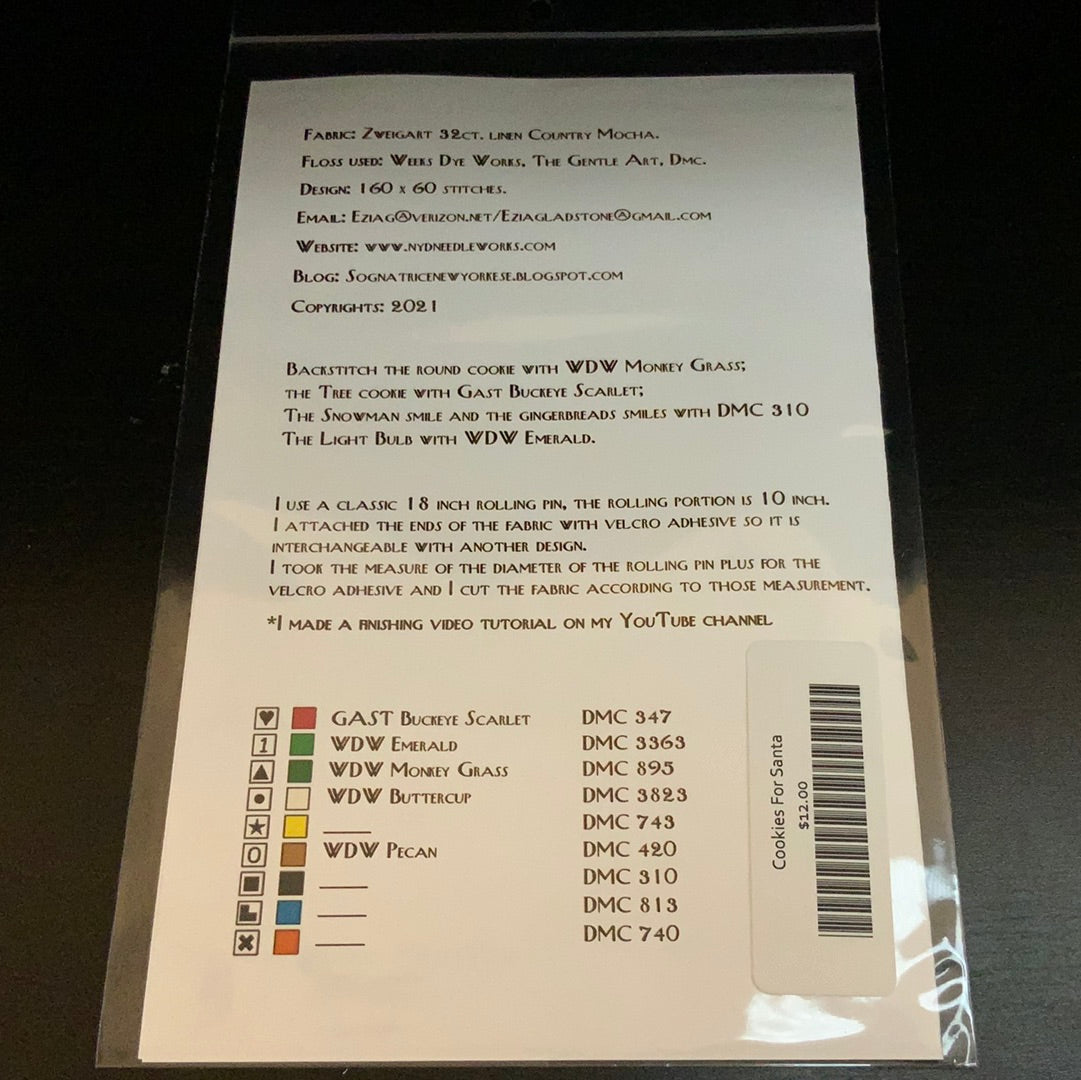 Fabric: Zweigart 32ct. linen Country Mocha.
Floss used: Weeks Dye Works, The Gentle Art, Dmc.
Design: 160 x 60 stitches.
Email: Eziag@verizon.net/Eziagladstone@gmail.com
Website: www.nydneedleworks.com
Blog: Sognatricenewyorkese.blogspot.com
Copyrights: 2021
Backstitch the round cookie with WDW Monkey Grass;
the Tree cookie with Gast Buckeye Scarlet;
The Snowman smile and the gingerbreads smiles with DMC 310
The Light Bulb with WDW Emerald.
I use a classic 18 inch rolling pin, the rolling portion is 10 inch.
I attached the ends of the fabric with velcro adhesive so it is
interchangeable with another design.
I took the measure of the diameter of the rolling pin plus for the
velcro adhesive and I cut the fabric according to those measurement.
*I made a finishing video tutorial on my YouTube channel
♥ GAST Buckeye Scarlet DMC 347
1 WDW Emerald DMC 3363
▲ WDW Monkey Grass DMC 895
● WDW Buttercup DMC 3823
★ ____ DMC 743
0 WDW Pecan DMC 420
■ ____ DMC 310
▙ ____ DMC 813
✖ ____ DMC 740
Cookies For Santa
$12.00